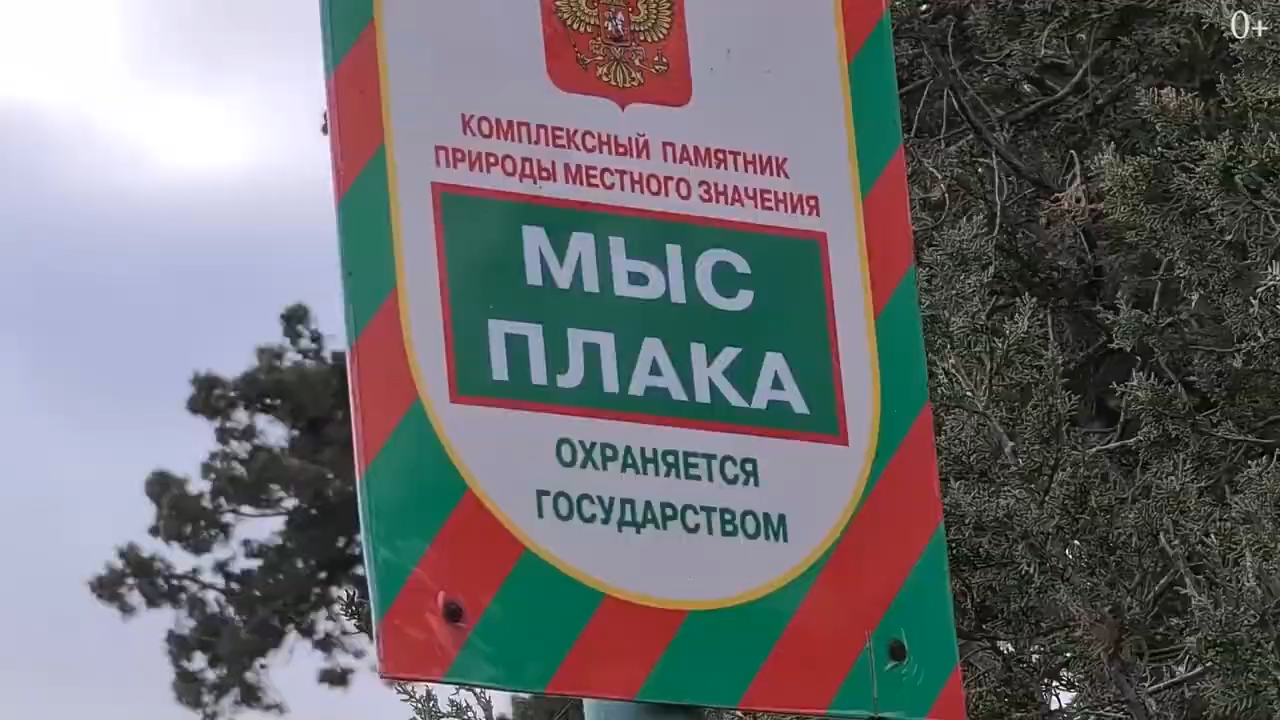 0+
КОМПЛЕКСНЫЙ ПАМЯТНИК
ПРИРОДЫ МЕСТНОГО ЗНАЧЕНИЯ
МЫС
ПЛАКА
ОХРАНЯЕТСЯ
ГОСУДАРСТВОМ